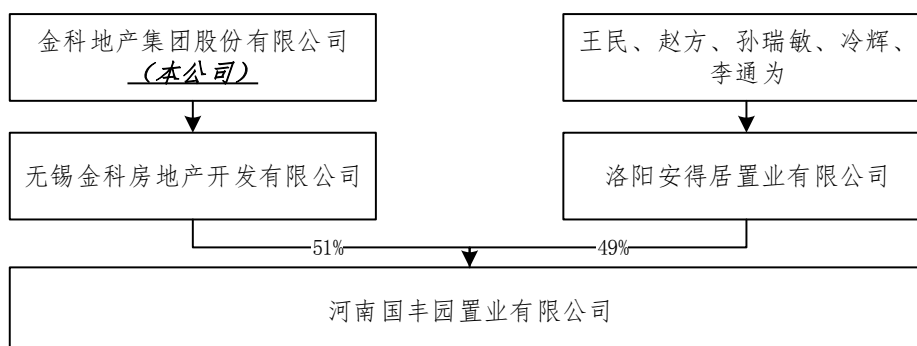 金科地产集团股份有限公司
（本公司）
王民、赵方、孙瑞敏、冷辉、
李通为
无锡金科房地产开发有限公司
洛阳安得居置业有限公司
51%
49%
河南国丰园置业有限公司